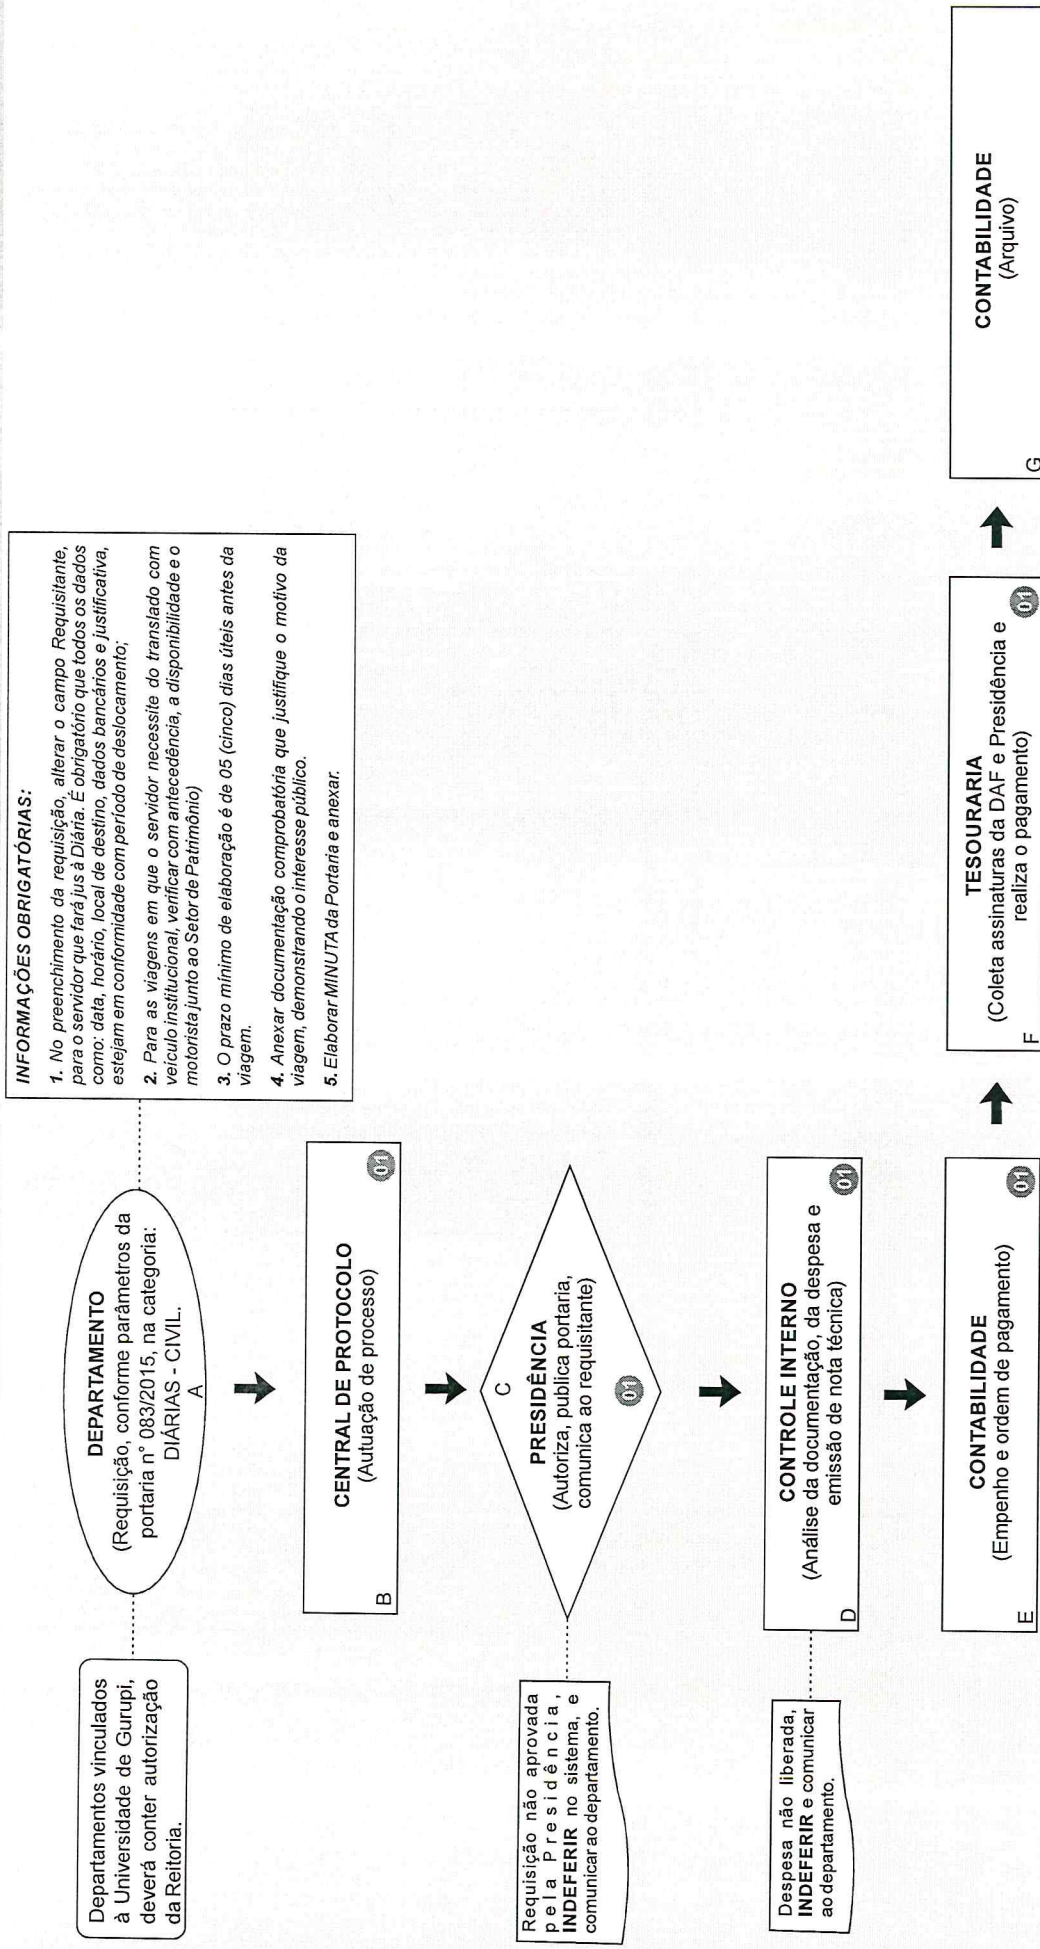 Departamentos vinculados
à Universidade de Gurupi,
deverá conter autorização
da Reitoria.
DEPARTAMENTO
(Requisição, conforme parâmetros da
portaria n° 083/2015, na categoria:
DIÁRIAS - CIVIL.
A
INFORMAÇÕES OBRIGATÓRIAS:
1. No preenchimento da requisição, alterar o campo Requisitante,
para o servidor que fará jus à Diária. É obrigatório que todos os dados
como: data, horário, local de destino, dados bancários e justificativa,
estejam em conformidade com período de deslocamento;
2. Para as viagens em que o servidor necessite do translado com
veículo institucional, verificar com antecedência, a disponibilidade e o
motorista junto ao Setor de Patrimônio)
3. O prazo mínimo de elaboração é de 05 (cinco) dias úteis antes da
viagem.
4. Anexar documentação comprobatória que justifique o motivo da
viagem, demonstrando o interesse público.
5. Elaborar MINUTA da Portaria e anexar.
CENTRAL DE PROTOCOLO
(Autuação de processo)
B
01
Requisição não aprovada
pela Presidência,
INDEFERIR no sistema, e
comunicar ao departamento.
C
PRESIDÊNCIA
(Autoriza, publica portaria,
comunica ao requisitante)
01
Despesa não liberada,
INDEFERIR e comunicar
ao departamento.
CONTROLE INTERNO
(Análise da documentação, da despesa e
emissão de nota técnica)
D
01
CONTABILIDADE
(Empenho e ordem de pagamento)
E
01
TESOURARIA
(Coleta assinaturas da DAF e Presidência e
realiza o pagamento)
F
01
CONTABILIDADE
(Arquivo)
G